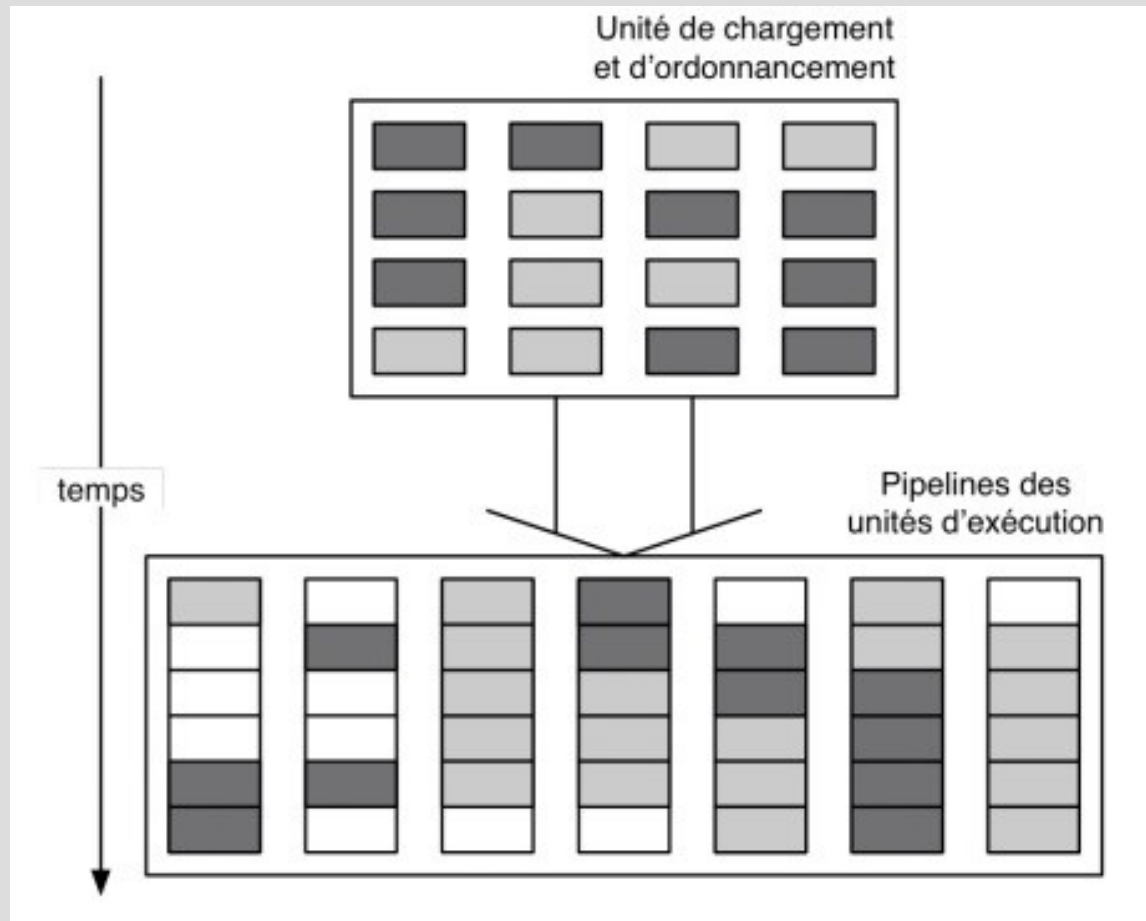 Unité de chargement
et d'ordonnancement
temps
Pipelines des
unités d'exécution